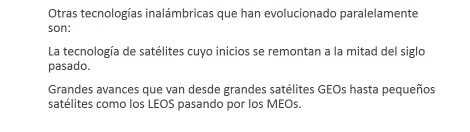 Otras tecnologías inalámbricas que han evolucionado paralelamente
son:
La tecnología de satélites cuyo inicios se remontan a la mitad del siglo
pasado.
Grandes avances que van desde grandes satélites GEOs hasta pequeños
satélites como los LEOS pasando por los MEOs.